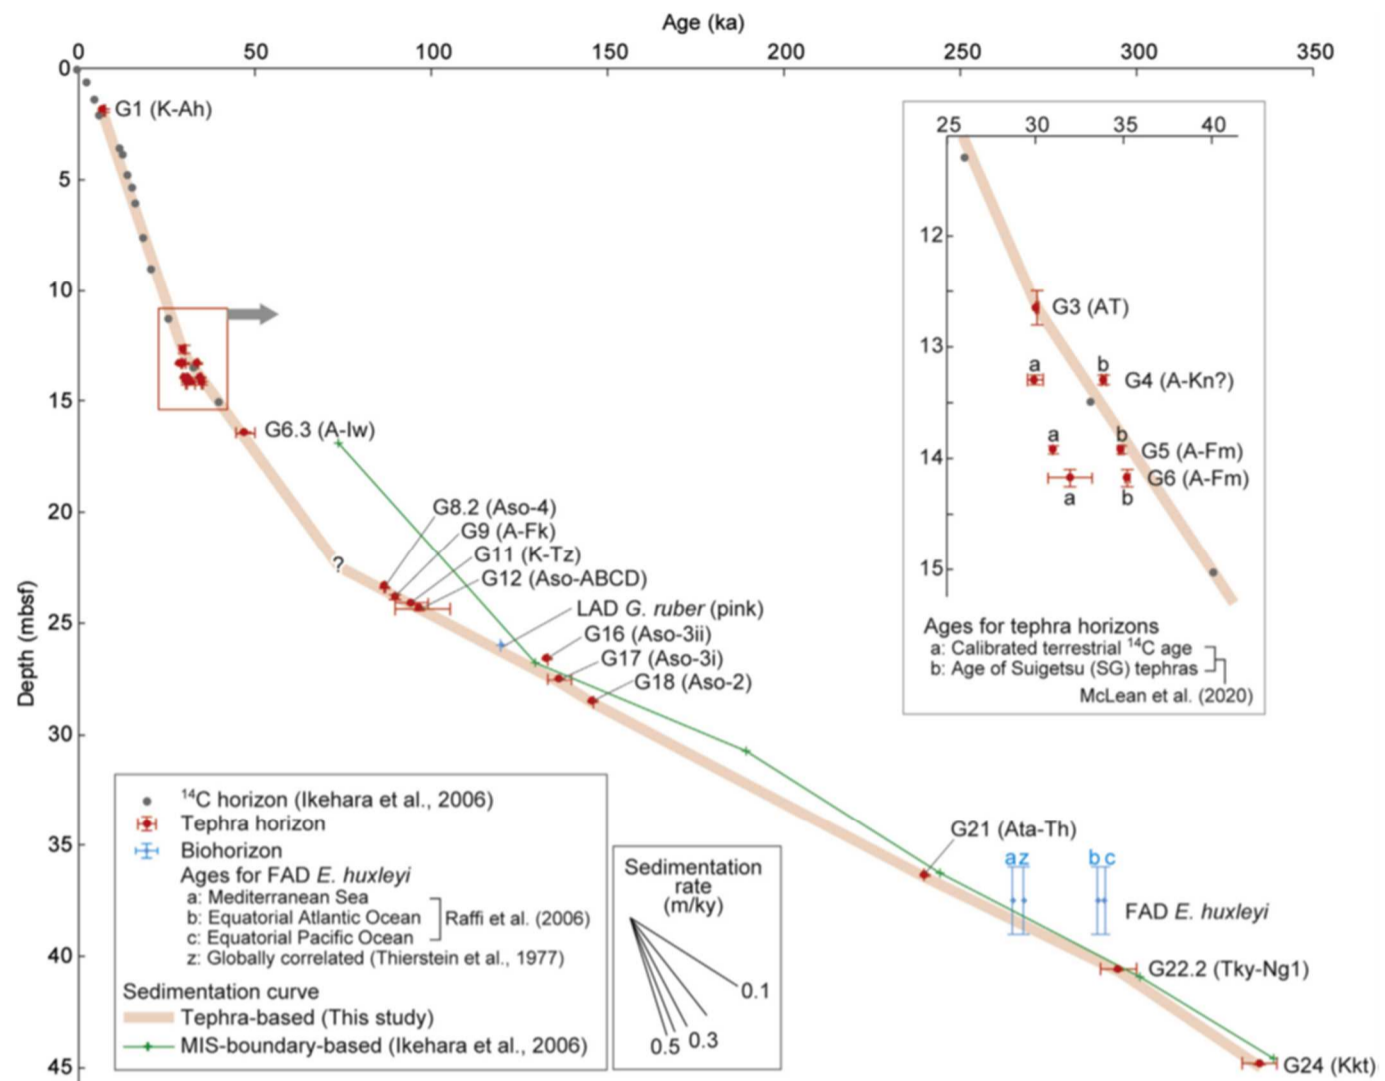 Age (ka)
0 50 100 150 200 250 300 350
0
5
10
15
20
25
30
35
40
45
Depth (mbsf)
G1 (K-Ah)
G6.3 (A-Iw)
?
G8.2 (Aso-4)
G9 (A-Fk)
G11 (K-Tz)
G12 (Aso-ABCD)
LAD G. ruber (pink)
G16 (Aso-3ii)
G17 (Aso-3i)
G18 (Aso-2)
G21 (Ata-Th)
a z b c
FAD E. huxleyi
G22.2 (Tky-Ng1)
G24 (Kkt)
25 30 35 40
12
13
14
15
G3 (AT)
a b
G4 (A-Kn?)
a b
G5 (A-Fm)
G6 (A-Fm)
a b
Ages for tephra horizons
a: Calibrated terrestrial ¹⁴C age
b: Age of Suigetsu (SG) tephras
McLean et al. (2020)
¹⁴C horizon (Ikehara et al., 2006)
Tephra horizon
Biohorizon
Ages for FAD E. huxleyi
a: Mediterranean Sea
b: Equatorial Atlantic Ocean
c: Equatorial Pacific Ocean
Raffi et al. (2006)
z: Globally correlated (Thierstein et al., 1977)
Sedimentation curve
Tephra-based (This study)
MIS-boundary-based (Ikehara et al., 2006)
Sedimentation
rate
(m/ky)
0.1
0.3
0.5